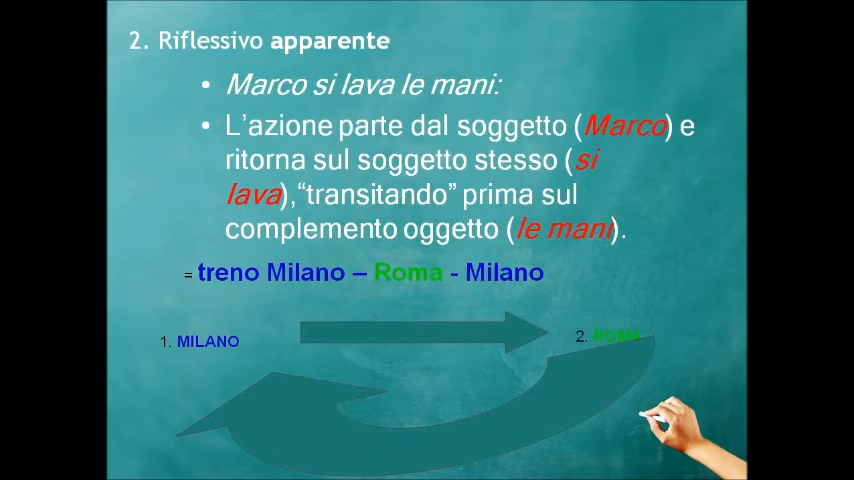 2. Riflessivo apparente
• Marco si lava le mani:
• L’azione parte dal soggetto (Marco) e
ritorna sul soggetto stesso (si
lava),“transitando” prima sul
complemento oggetto (le mani).
= treno Milano – Roma - Milano
1. MILANO
2. ROMA